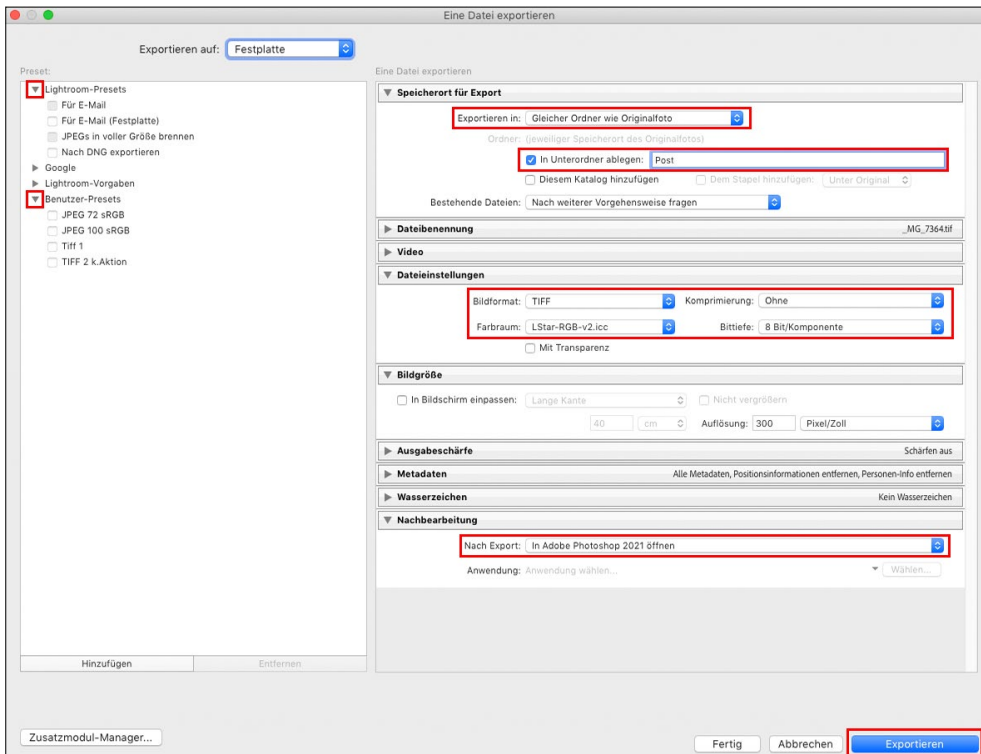 Eine Datei exportieren
Exportieren auf: Festplatte
Preset:
Lightroom-Presets
Für E-Mail
Für E-Mail (Festplatte)
JPEGs in voller Größe brennen
Nach DNG exportieren
Google
Lightroom-Vorgaben
Benutzer-Presets
JPEG 72 sRGB
JPEG 100 sRGB
Tiff 1
TIFF 2 k.Aktion
Hinzufügen Entfernen
Zusatzmodul-Manager...
Eine Datei exportieren
Speicherort für Export
Exportieren in: Gleicher Ordner wie Originalfoto
Ordner: (jeweiliger Speicherort des Originalfotos)
In Unterordner ablegen: Post
Diesem Katalog hinzufügen Dem Stapel hinzufügen: Unter Original
Bestehende Dateien: Nach weiterer Vorgehensweise fragen
Dateibenennung _MG_7364.tif
Video
Dateieinstellungen
Bildformat: TIFF Komprimierung: Ohne
Farbraum: LStar-RGB-v2.icc Bittiefe: 8 Bit/Komponente
Mit Transparenz
Bildgröße
In Bildschirm einpassen: Lange Kante Nicht vergrößern
40 cm Auflösung: 300 Pixel/Zoll
Ausgabeschärfe Schärfen aus
Metadaten Alle Metadaten, Positionsinformationen entfernen, Personen-Info entfernen
Wasserzeichen Kein Wasserzeichen
Nachbearbeitung
Nach Export: In Adobe Photoshop 2021 öffnen
Anwendung: Anwendung wählen... Wählen...
Fertig Abbrechen Exportieren